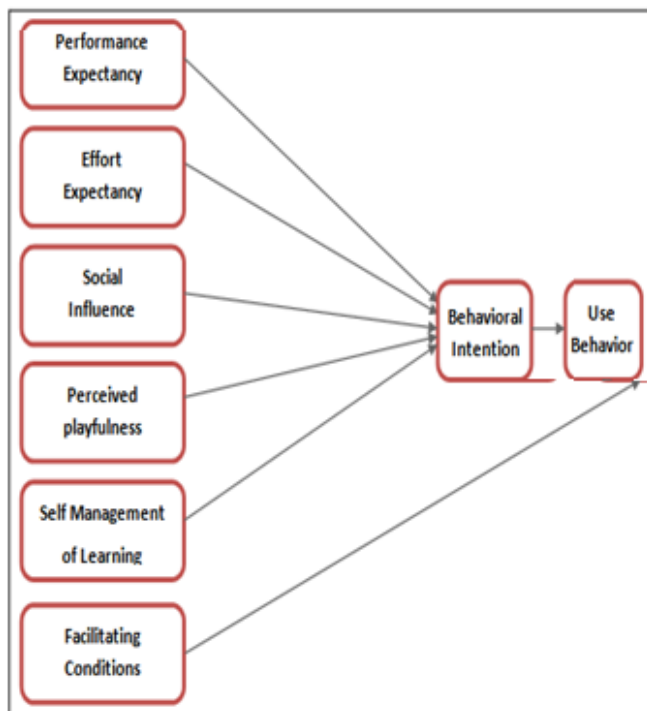 Performance
Expectancy
Effort
Expectancy
Social
Influence
Perceived
playfulness
Self Management
of Learning
Facilitating
Conditions
Behavioral
Intention
Use
Behavior